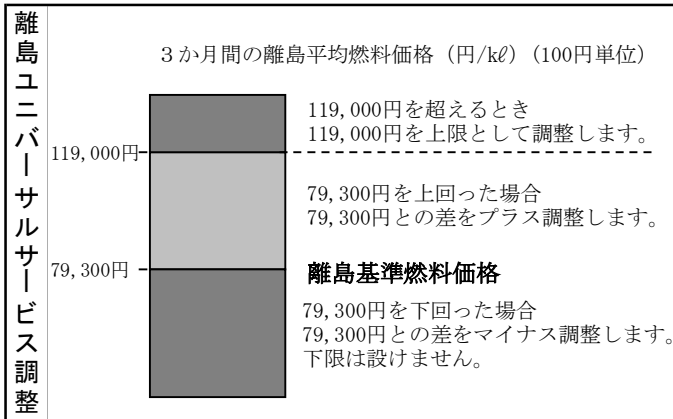 離島ユニバーサルサービス調整
３か月間の離島平均燃料価格（円/kℓ）（100円単位）
119,000円を超えるとき
119,000円を上限として調整します。
119,000円
79,300円を上回った場合
79,300円との差をプラス調整します。
79,300円
離島基準燃料価格
79,300円を下回った場合
79,300円との差をマイナス調整します。
下限は設けません。